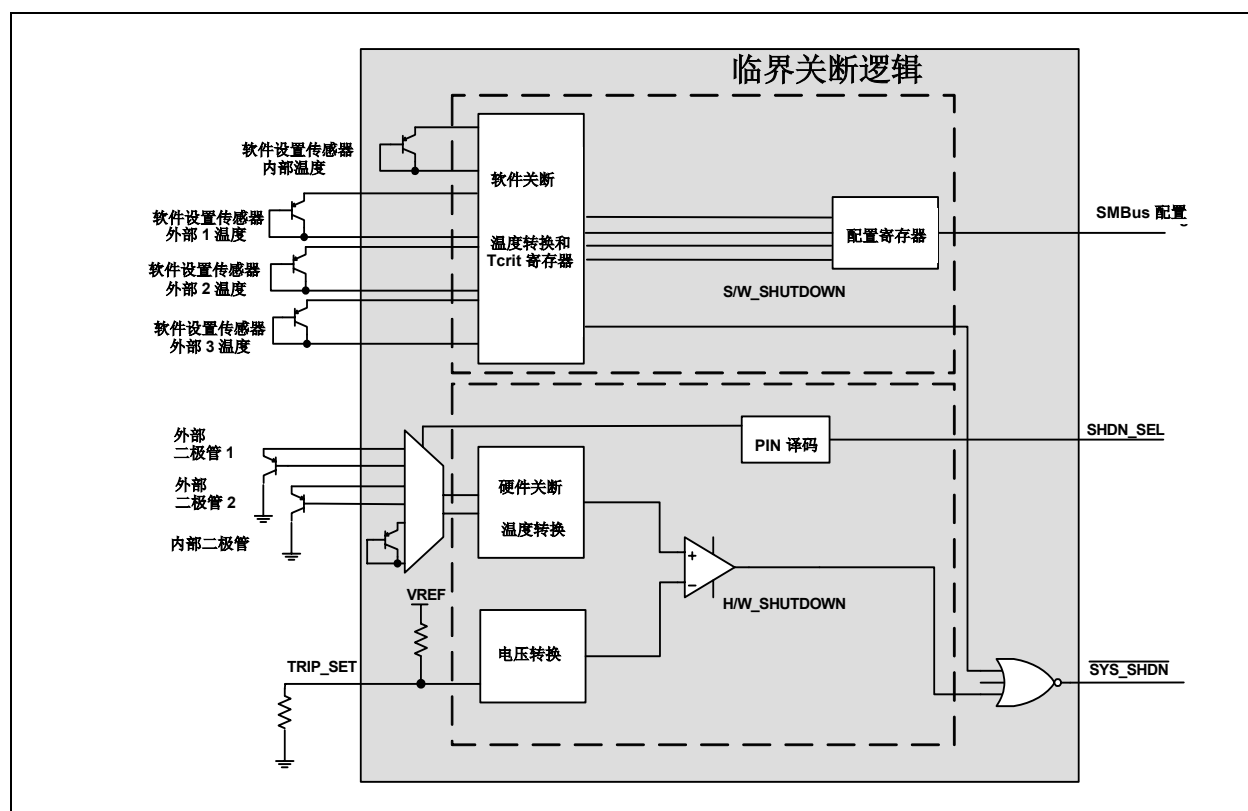 临界关断逻辑
软件设置传感器
内部温度
软件设置传感器
外部 1 温度
软件设置传感器
外部 2 温度
软件设置传感器
外部 3 温度
软件关断
温度转换和
Tcrit 寄存器
配置寄存器
SMBus 配置
S/W_SHUTDOWN
外部
二极管 1
外部
二极管 2
内部二极管
PIN 译码
SHDN_SEL
硬件关断
温度转换
+
−
H/W_SHUTDOWN
VREF
TRIP_SET
电压转换
SYS_SHDN